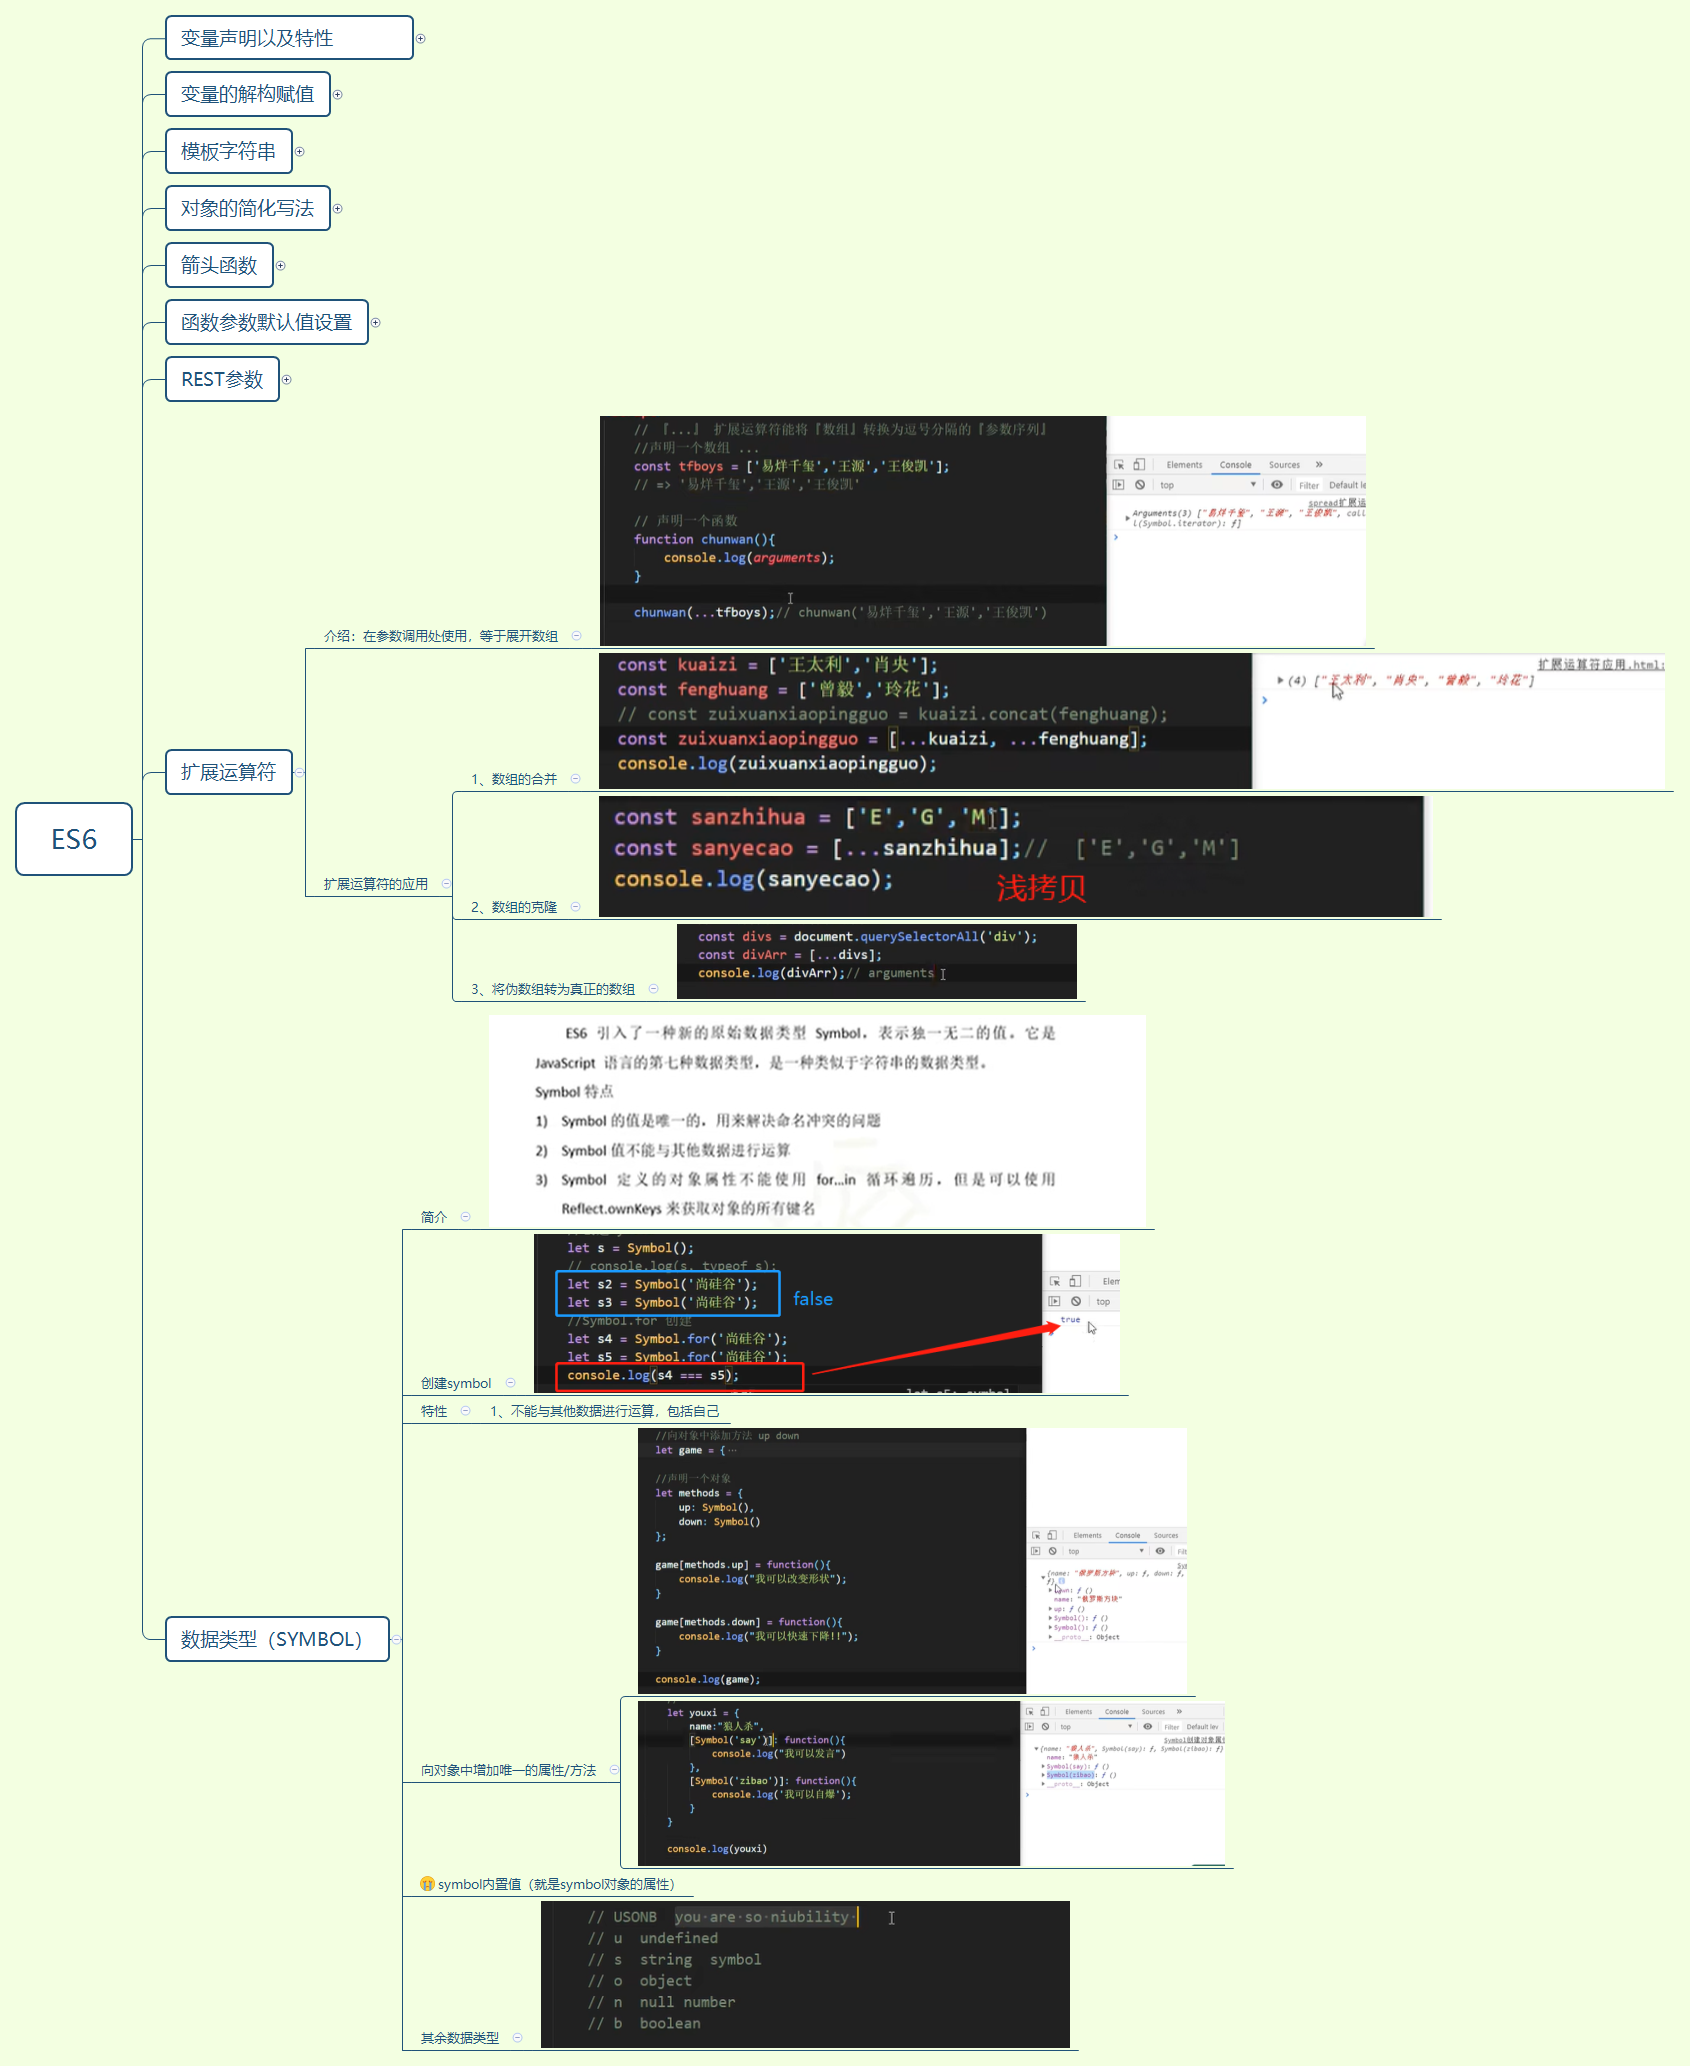 变量声明以及特性
变量的解构赋值
模板字符串
对象的简化写法
箭头函数
函数参数默认值设置
REST参数
// 『...』 扩展运算符能将『数组』转换为逗号分隔的『参数序列』
//声明一个数组 ...
const tfboys = ['易烊千玺','王源','王俊凯'];
// => '易烊千玺','王源','王俊凯'
// 声明一个函数
function chunwan(){
console.log(arguments);
}
chunwan(...tfboys);// chunwan('易烊千玺','王源','王俊凯')
Elements Console Sources »
top Filter Default le
spread扩展运
Arguments(3) ["易烊千玺", "王源", "王俊凯", call
l(Symbol.iterator): ƒ]
介绍：在参数调用处使用，等于展开数组
const kuaizi = ['王太利','肖央'];
const fenghuang = ['曾毅','玲花'];
// const zuixuanxiaopingguo = kuaizi.concat(fenghuang);
const zuixuanxiaopingguo = [...kuaizi, ...fenghuang];
console.log(zuixuanxiaopingguo);
扩展运算符应用.html:
(4) ["王太利", "肖央", "曾毅", "玲花"]
1、数组的合并
扩展运算符
ES6
const sanzhihua = ['E','G','M'];
const sanyecao = [...sanzhihua];// ['E','G','M']
console.log(sanyecao);
浅拷贝
扩展运算符的应用
2、数组的克隆
const divs = document.querySelectorAll('div');
const divArr = [...divs];
console.log(divArr);// arguments
3、将伪数组转为真正的数组
ES6 引入了一种新的原始数据类型 Symbol，表示独一无二的值。它是
JavaScript 语言的第七种数据类型，是一种类似于字符串的数据类型。
Symbol 特点
1) Symbol 的值是唯一的，用来解决命名冲突的问题
2) Symbol 值不能与其他数据进行运算
3) Symbol 定义的对象属性不能使用 for...in 循环遍历，但是可以使用
Reflect.ownKeys 来获取对象的所有键名
简介
let s = Symbol();
// console.log(s, typeof s);
let s2 = Symbol('尚硅谷');
let s3 = Symbol('尚硅谷');
false
//Symbol.for 创建
let s4 = Symbol.for('尚硅谷');
let s5 = Symbol.for('尚硅谷');
console.log(s4 === s5);
Elem
top
true
创建symbol
特性
1、不能与其他数据进行运算，包括自己
//向对象中添加方法 up down
let game = {…
//声明一个对象
let methods = {
up: Symbol(),
down: Symbol()
};
game[methods.up] = function(){
console.log("我可以改变形状");
}
game[methods.down] = function(){
console.log("我可以快速下降!!");
}
console.log(game);
Elements Console Sources
top Filt
{name: "俄罗斯方块", up: ƒ, down: ƒ,
ƒ}
down: ƒ ()
name: "俄罗斯方块"
up: ƒ ()
Symbol(): ƒ ()
Symbol(): ƒ ()
__proto__: Object
数据类型（SYMBOL）
let youxi = {
name:"狼人杀",
[Symbol('say')]: function(){
console.log("我可以发言")
},
[Symbol('zibao')]: function(){
console.log('我可以自爆');
}
}
console.log(youxi)
Elements Console Sources »
top Filter Default lev
Symbol创建对象属
{name: "狼人杀", Symbol(say): ƒ, Symbol(zibao): ƒ}
name: "狼人杀"
Symbol(say): ƒ ()
Symbol(zibao): ƒ ()
__proto__: Object
向对象中增加唯一的属性/方法
symbol内置值（就是symbol对象的属性）
// USONB you are so niubility
// u undefined
// s string symbol
// o object
// n null number
// b boolean
其余数据类型